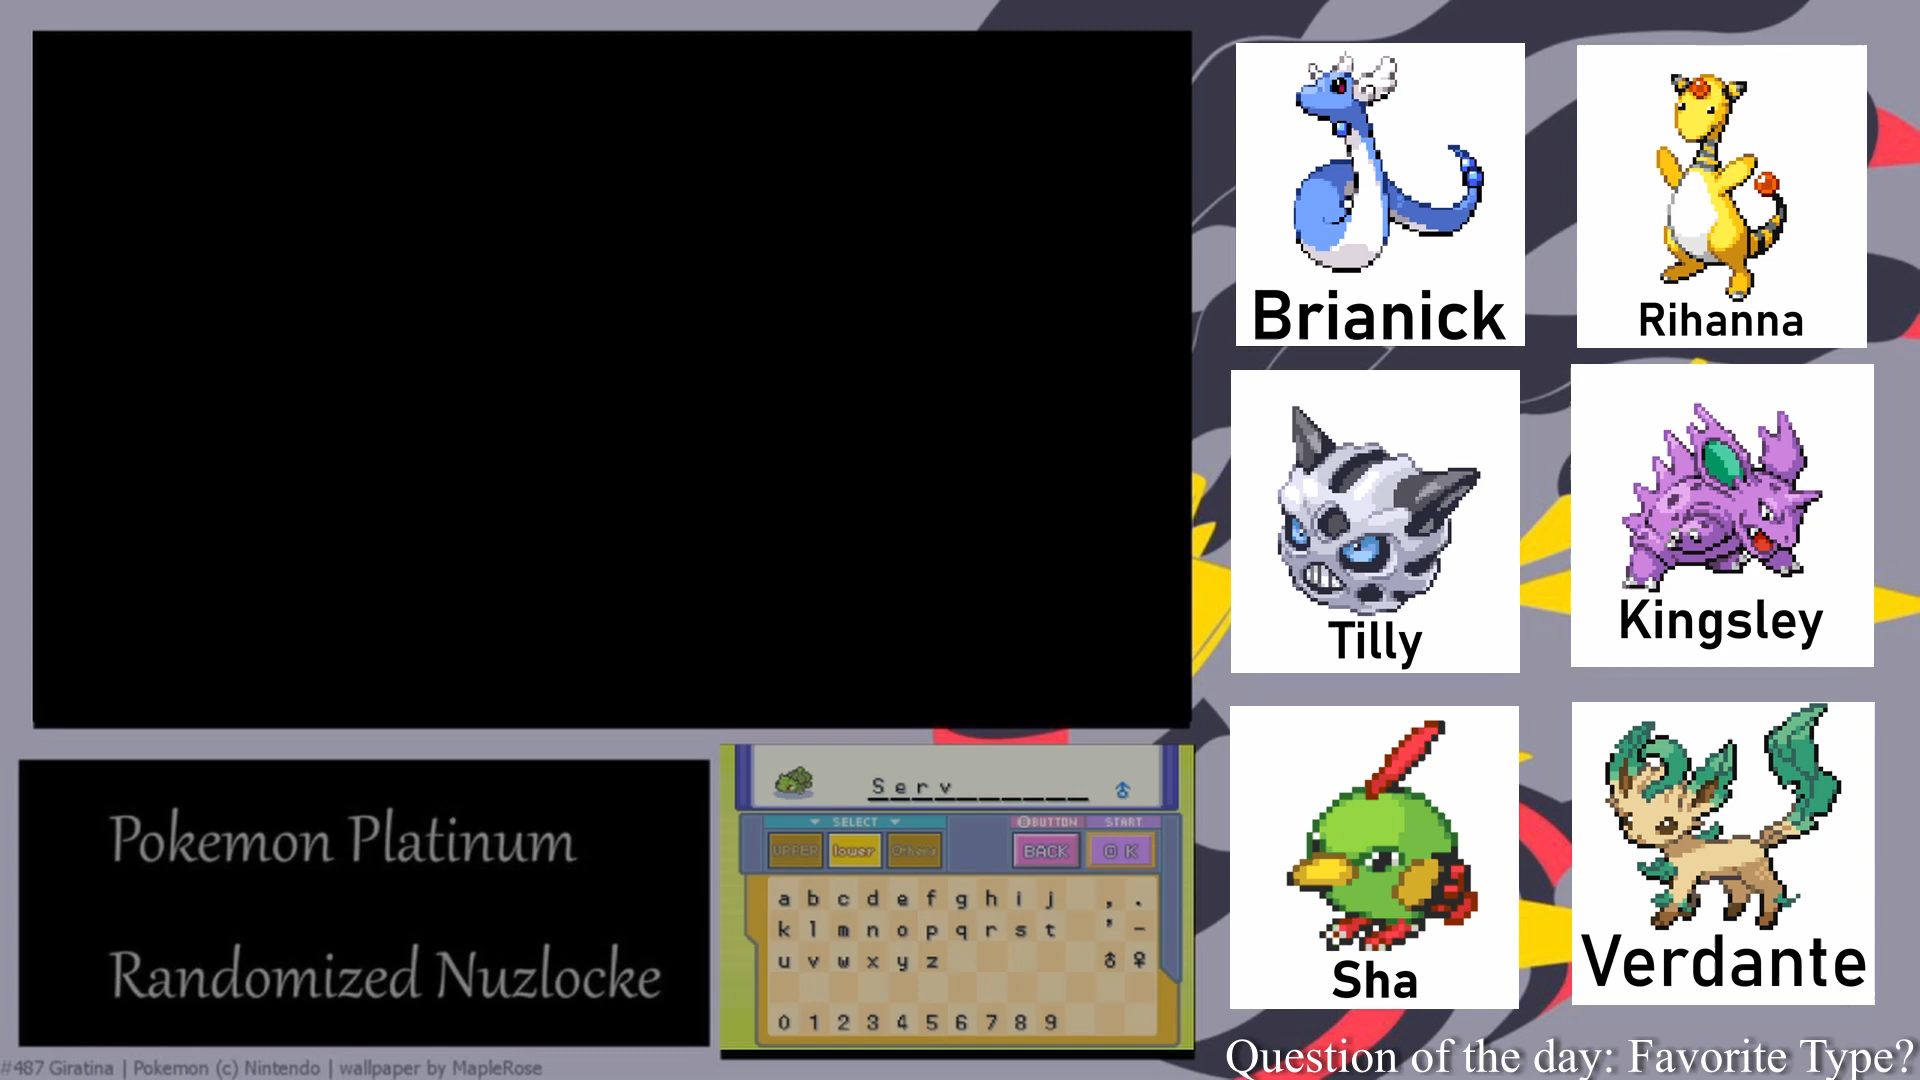 Brianick
Rihanna
Tilly
Kingsley
Sha
Verdante
Pokemon Platinum
Randomized Nuzlocke
Serv
SELECT
BUTTON
START
UPPER
lower
Others
BACK
OK
a b c d e f g h i j , .
k l m n o p q r s t ' -
u v w x y z ♂ ♀
0 1 2 3 4 5 6 7 8 9
#487 Giratina | Pokemon (c) Nintendo | wallpaper by MapleRose
Question of the day: Favorite Type?